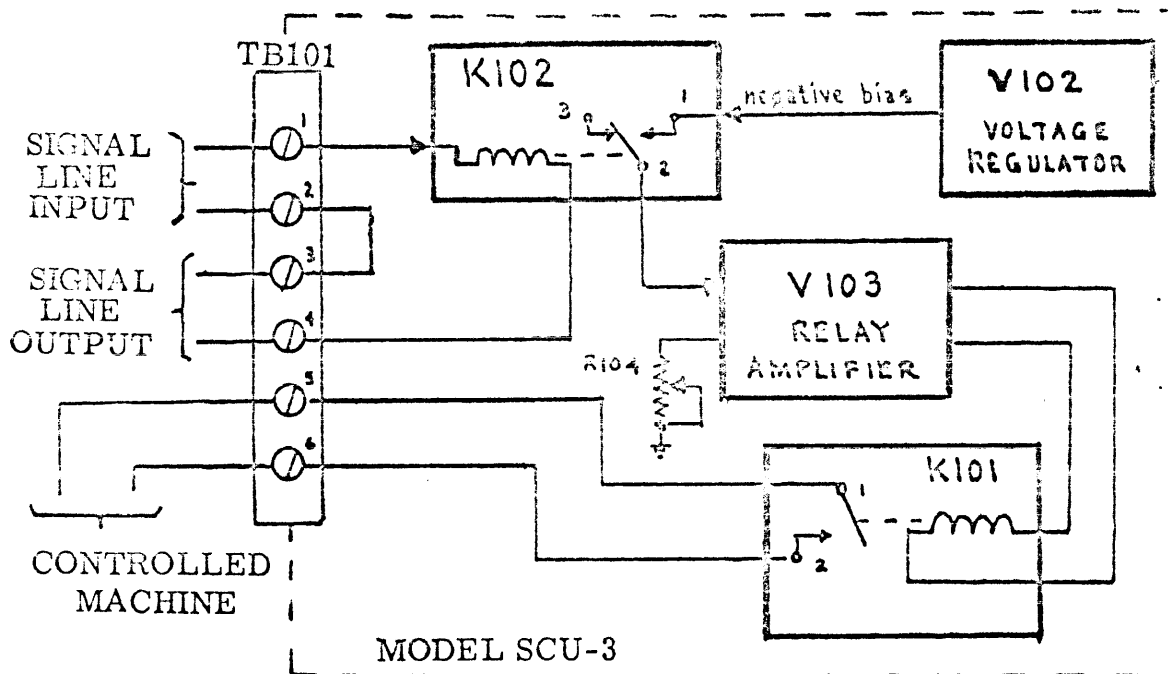 TB101
K102
3
1
2
negative bias
V102
VOLTAGE
REGULATOR
SIGNAL
LINE
INPUT
1
2
3
4
5
6
SIGNAL
LINE
OUTPUT
V103
RELAY
AMPLIFIER
R104
K101
1
2
CONTROLLED
MACHINE
MODEL SCU-3